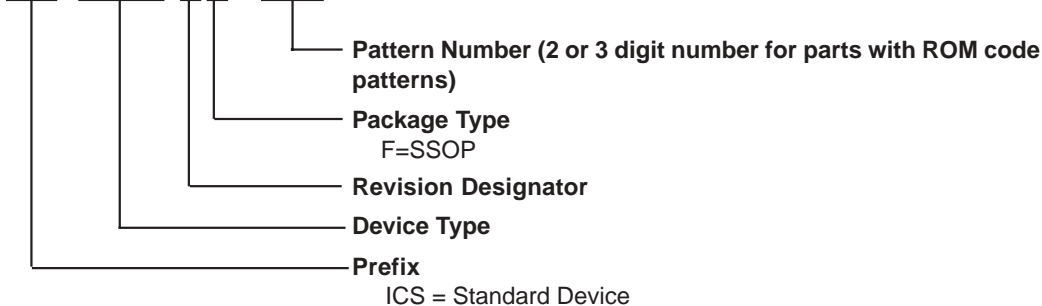 Pattern Number (2 or 3 digit number for parts with ROM code
patterns)
Package Type
F=SSOP
Revision Designator
Device Type
Prefix
ICS = Standard Device